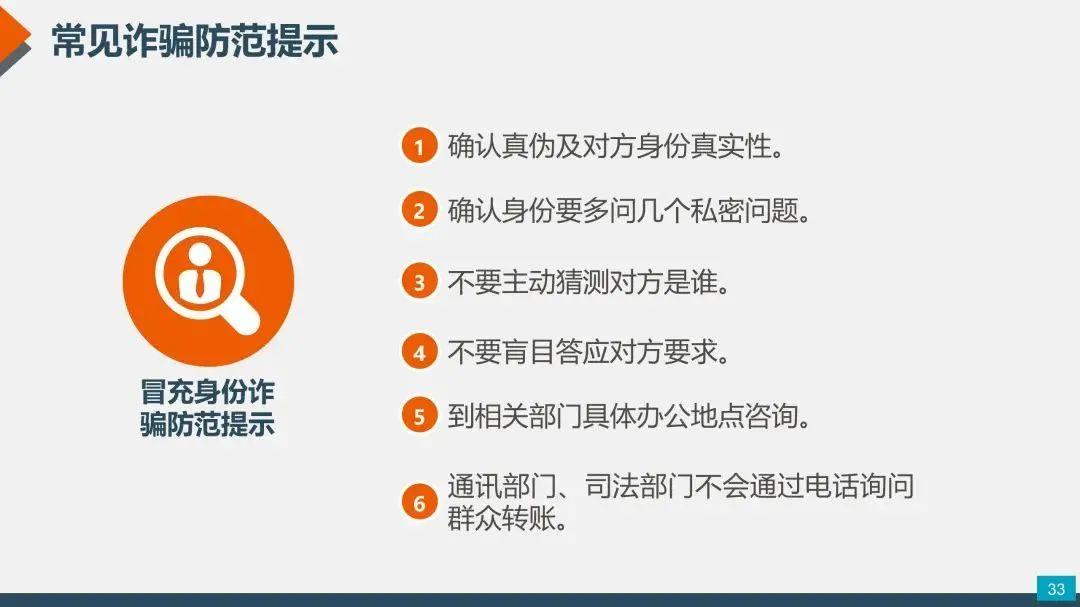 常见诈骗防范提示
1 确认真伪及对方身份真实性。
2 确认身份要多问几个私密问题。
3 不要主动猜测对方是谁。
4 不要肓目答应对方要求。
5 到相关部门具体办公地点咨询。
6 通讯部门、司法部门不会通过电话询问
群众转账。
冒充身份诈
骗防范提示
33